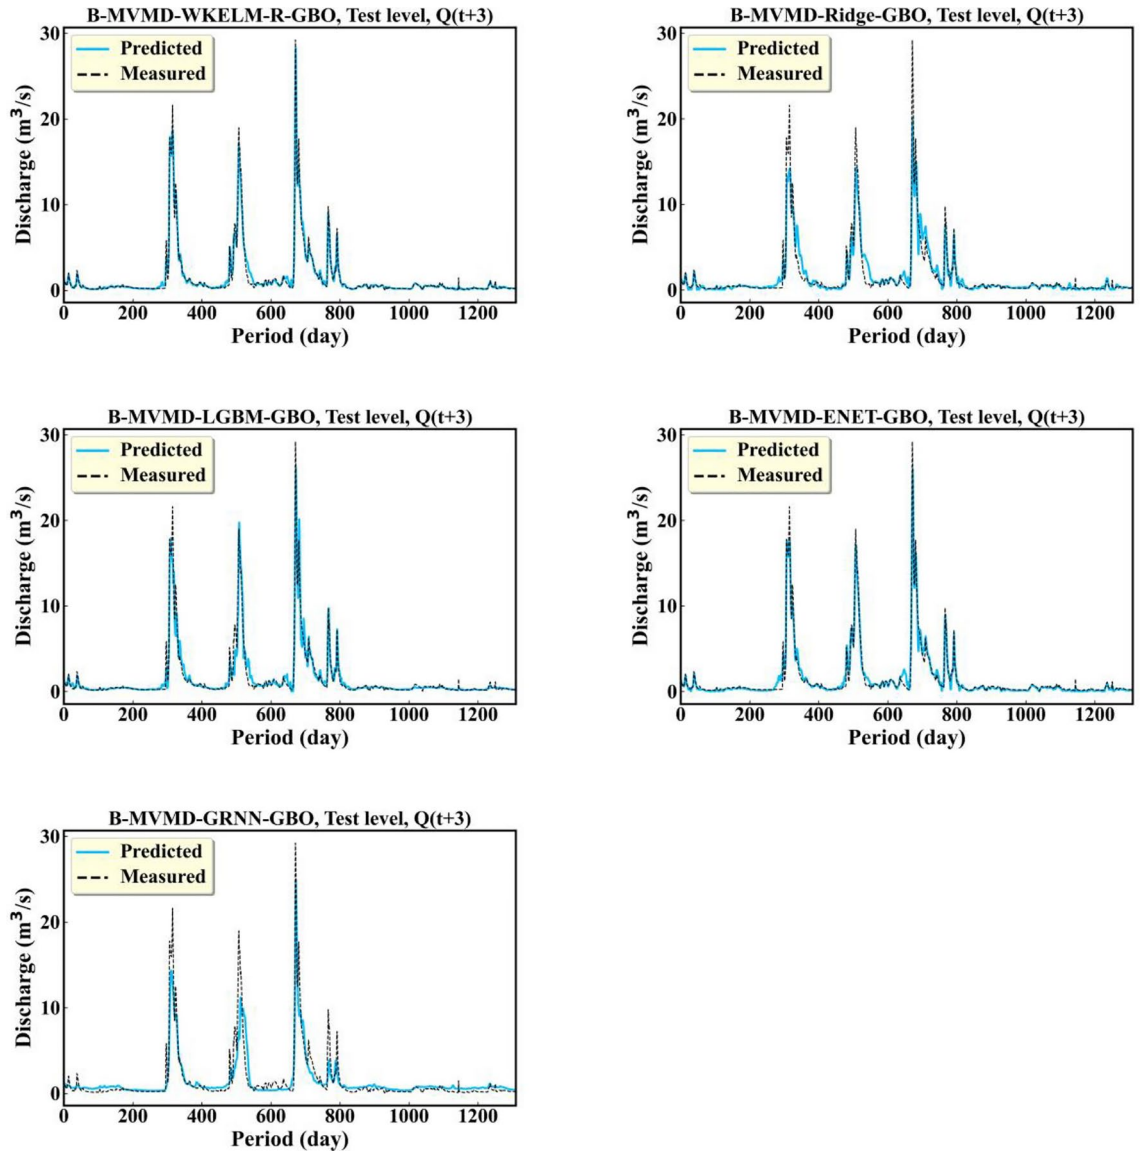 B-MVMD-WKELM-R-GBO, Test level, Q(t+3)
30
20
10
0
Discharge (m³/s)
Predicted
Measured
0 200 400 600 800 1000 1200
Period (day)
B-MVMD-Ridge-GBO, Test level, Q(t+3)
30
20
10
0
Discharge (m³/s)
Predicted
Measured
0 200 400 600 800 1000 1200
Period (day)
B-MVMD-LGBM-GBO, Test level, Q(t+3)
30
20
10
0
Discharge (m³/s)
Predicted
Measured
0 200 400 600 800 1000 1200
Period (day)
B-MVMD-ENET-GBO, Test level, Q(t+3)
30
20
10
0
Discharge (m³/s)
Predicted
Measured
0 200 400 600 800 1000 1200
Period (day)
B-MVMD-GRNN-GBO, Test level, Q(t+3)
30
20
10
0
Discharge (m³/s)
Predicted
Measured
0 200 400 600 800 1000 1200
Period (day)